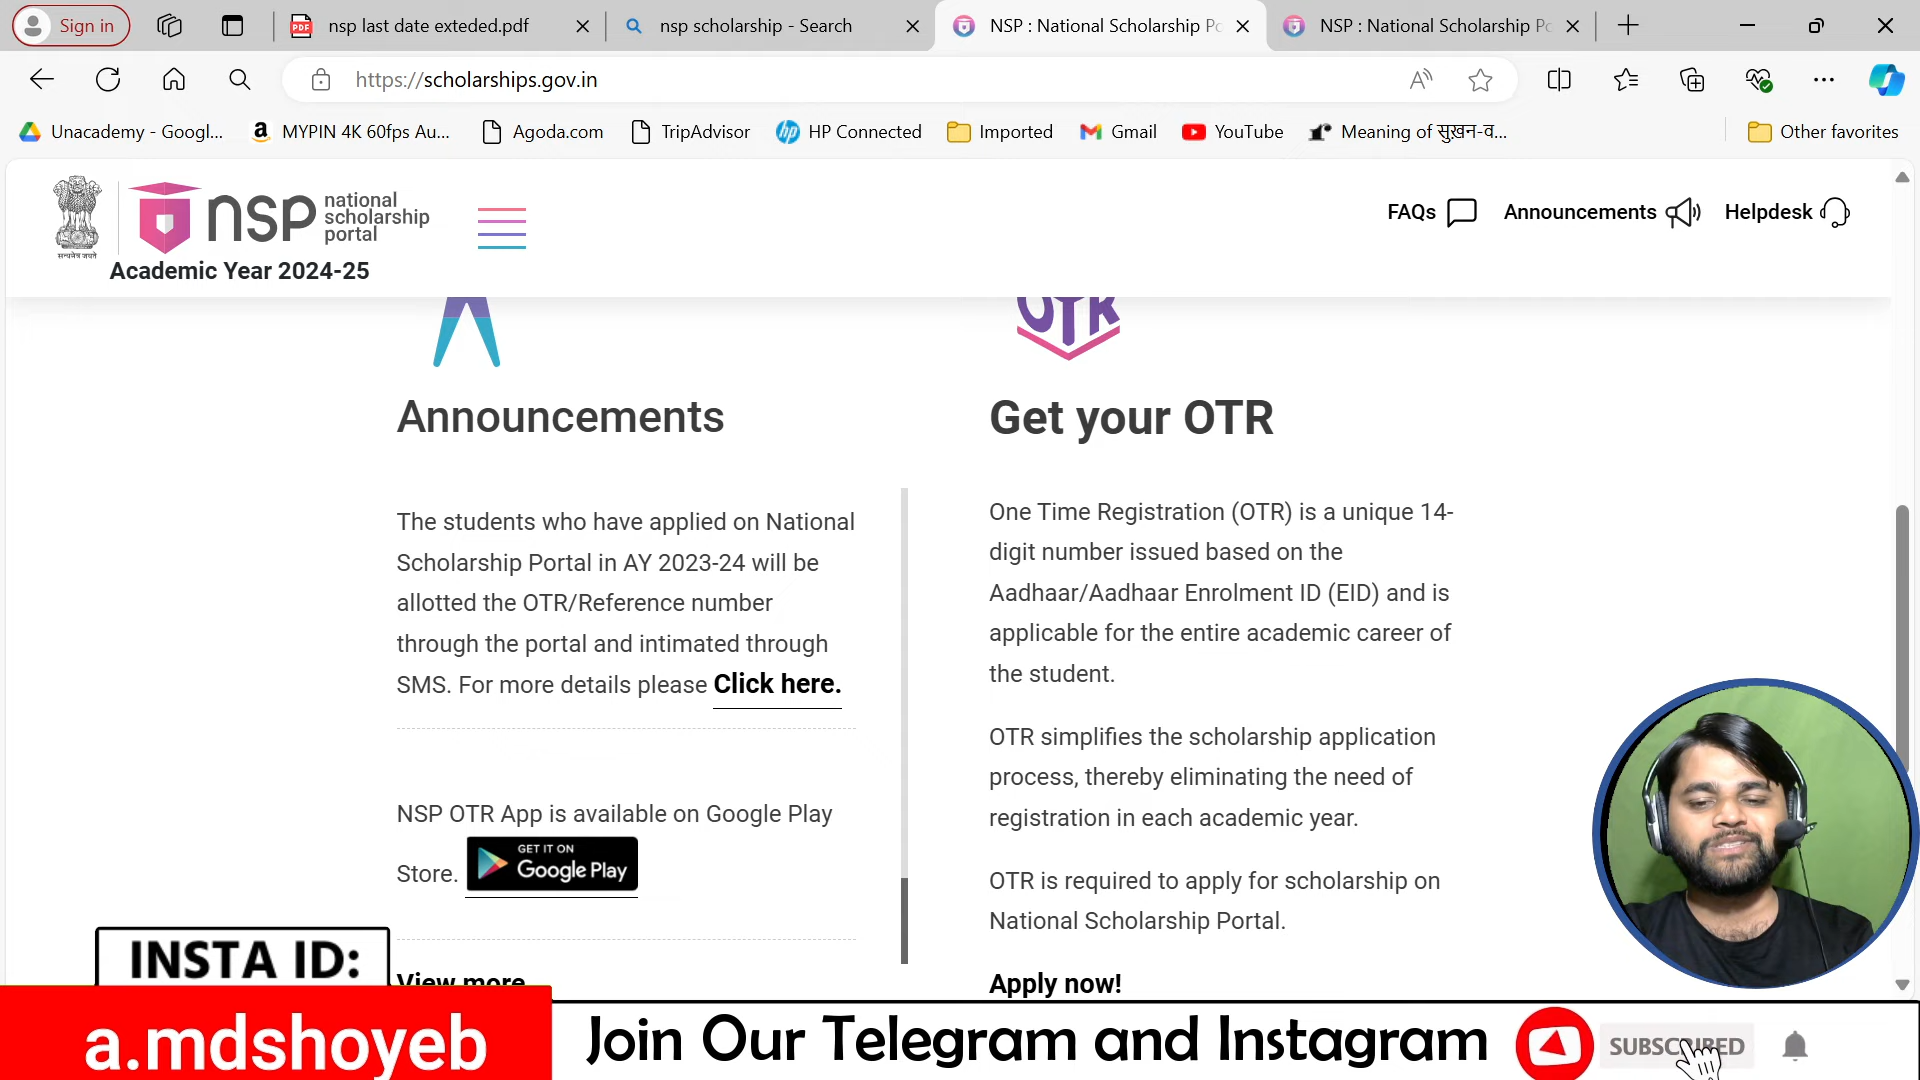 Sign in
nsp last date exteded.pdf
nsp scholarship - Search
NSP : National Scholarship Po
NSP : National Scholarship Po
https://scholarships.gov.in
Unacademy - Googl...
MYPIN 4K 60fps Au...
Agoda.com
TripAdvisor
HP Connected
Imported
Gmail
YouTube
Meaning of सुख़न-व...
Other favorites
सत्यमेव जयते
nsp
national
scholarship
portal
Academic Year 2024-25
FAQs
Announcements
Helpdesk
OTR
Announcements
The students who have applied on National
Scholarship Portal in AY 2023-24 will be
allotted the OTR/Reference number
through the portal and intimated through
SMS. For more details please Click here.
NSP OTR App is available on Google Play
Store.
GET IT ON
Google Play
View more
Get your OTR
One Time Registration (OTR) is a unique 14-
digit number issued based on the
Aadhaar/Aadhaar Enrolment ID (EID) and is
applicable for the entire academic career of
the student.
OTR simplifies the scholarship application
process, thereby eliminating the need of
registration in each academic year.
OTR is required to apply for scholarship on
National Scholarship Portal.
Apply now!
INSTA ID:
a.mdshoyeb
Join Our Telegram and Instagram
SUBSCRIBED